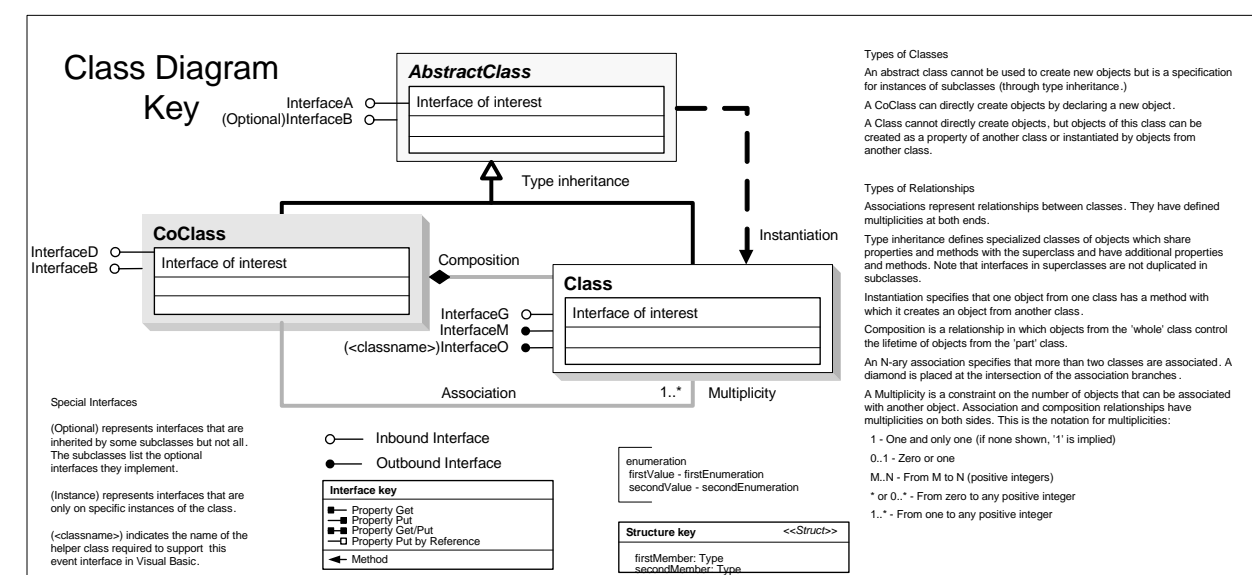 Class Diagram
Key
AbstractClass
Interface of interest
InterfaceA
(Optional)InterfaceB
Type inheritance
Instantiation
CoClass
Interface of interest
InterfaceD
InterfaceB
Composition
Class
Interface of interest
InterfaceG
InterfaceM
(<classname>)InterfaceO
Association
1..*
Multiplicity
Special Interfaces
(Optional) represents interfaces that are
inherited by some subclasses but not all.
The subclasses list the optional
interfaces they implement.
(Instance) represents interfaces that are
only on specific instances of the class.
(<classname>) indicates the name of the
helper class required to support this
event interface in Visual Basic.
Inbound Interface
Outbound Interface
Interface key
Property Get
Property Put
Property Get/Put
Property Put by Reference
Method
enumeration
firstValue - firstEnumeration
secondValue - secondEnumeration
Structure key <<Struct>>
firstMember: Type
secondMember: Type
Types of Classes
An abstract class cannot be used to create new objects but is a specification
for instances of subclasses (through type inheritance.)
A CoClass can directly create objects by declaring a new object.
A Class cannot directly create objects, but objects of this class can be
created as a property of another class or instantiated by objects from
another class.
Types of Relationships
Associations represent relationships between classes. They have defined
multiplicities at both ends.
Type inheritance defines specialized classes of objects which share
properties and methods with the superclass and have additional properties
and methods. Note that interfaces in superclasses are not duplicated in
subclasses.
Instantiation specifies that one object from one class has a method with
which it creates an object from another class.
Composition is a relationship in which objects from the 'whole' class control
the lifetime of objects from the 'part' class.
An N-ary association specifies that more than two classes are associated. A
diamond is placed at the intersection of the association branches.
A Multiplicity is a constraint on the number of objects that can be associated
with another object. Association and composition relationships have
multiplicities on both sides. This is the notation for multiplicities:
1 - One and only one (if none shown, '1' is implied)
0..1 - Zero or one
M..N - From M to N (positive integers)
* or 0..* - From zero to any positive integer
1..* - From one to any positive integer